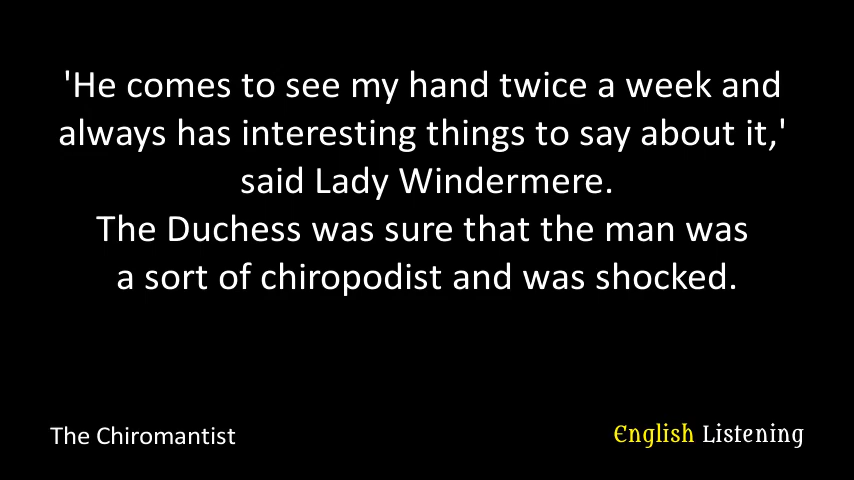 'He comes to see my hand twice a week and
always has interesting things to say about it,'
said Lady Windermere.
The Duchess was sure that the man was
a sort of chiropodist and was shocked.
The Chiromantist
English Listening